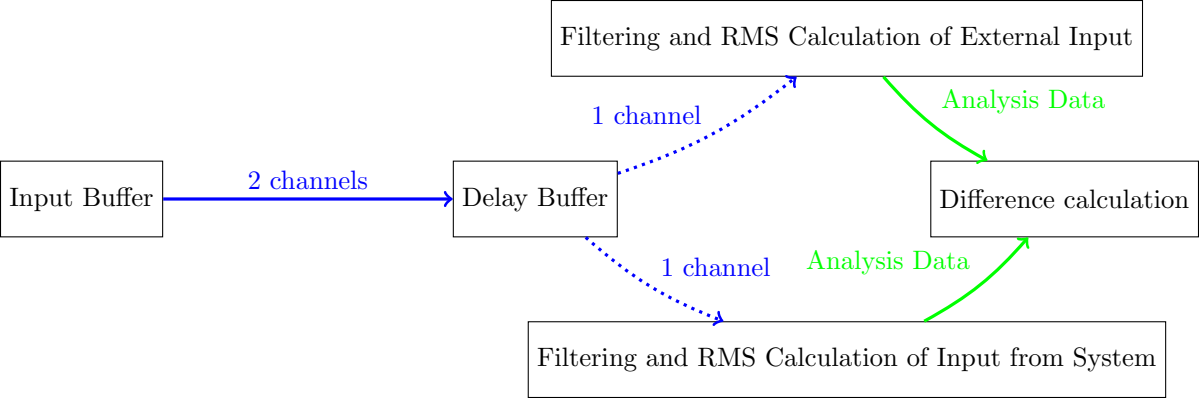 Filtering and RMS Calculation of External Input
1 channel
Analysis Data
Input Buffer
2 channels
Delay Buffer
Difference calculation
1 channel
Analysis Data
Filtering and RMS Calculation of Input from System